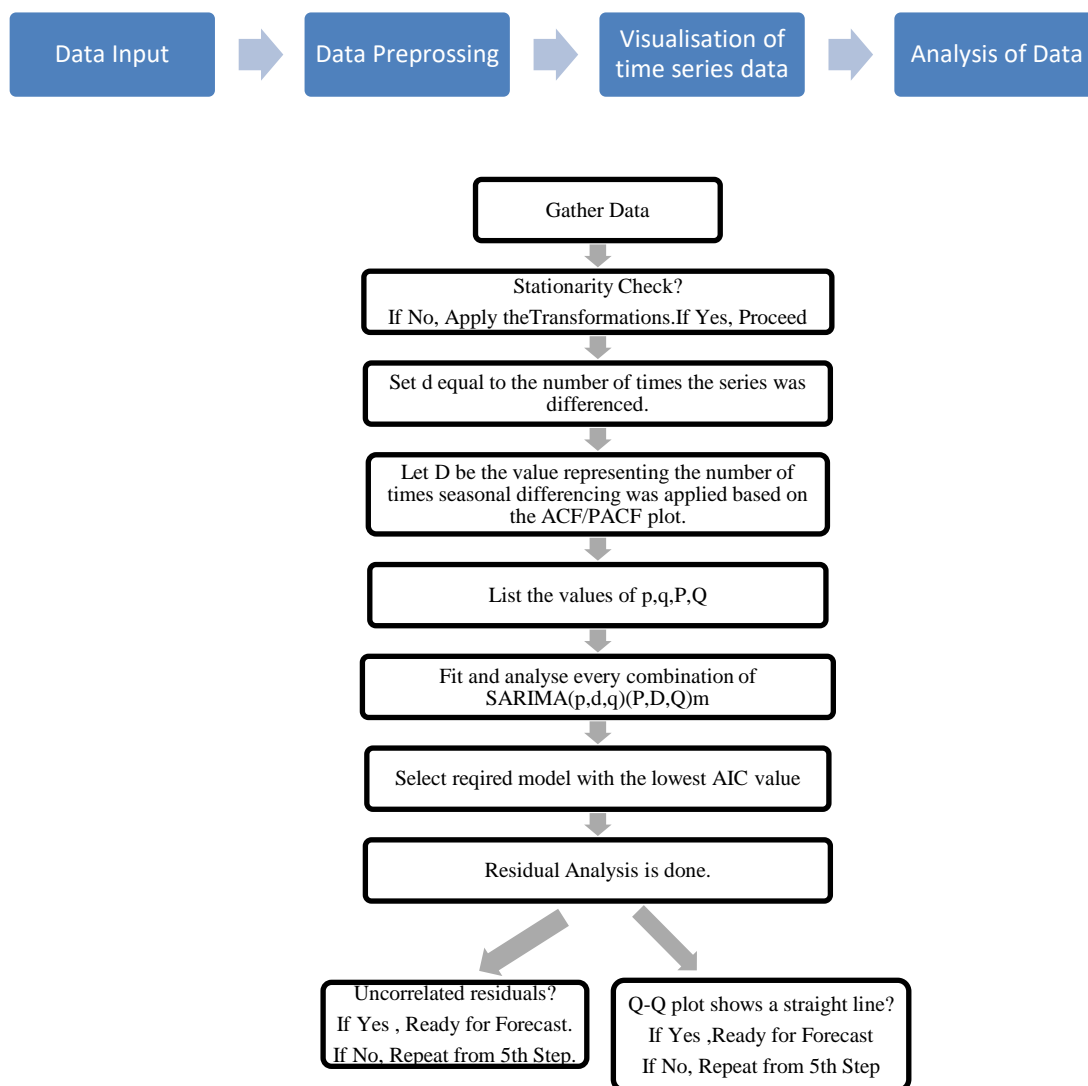 Data Input
Data Preprossing
Visualisation of
time series data
Analysis of Data
Gather Data
Stationarity Check?
If No, Apply theTransformations.If Yes, Proceed
Set d equal to the number of times the series was
differenced.
Let D be the value representing the number of
times seasonal differencing was applied based on
the ACF/PACF plot.
List the values of p,q,P,Q
Fit and analyse every combination of
SARIMA(p,d,q)(P,D,Q)m
Select reqired model with the lowest AIC value
Residual Analysis is done.
Uncorrelated residuals?
If Yes , Ready for Forecast.
If No, Repeat from 5th Step.
Q-Q plot shows a straight line?
If Yes ,Ready for Forecast
If No, Repeat from 5th Step